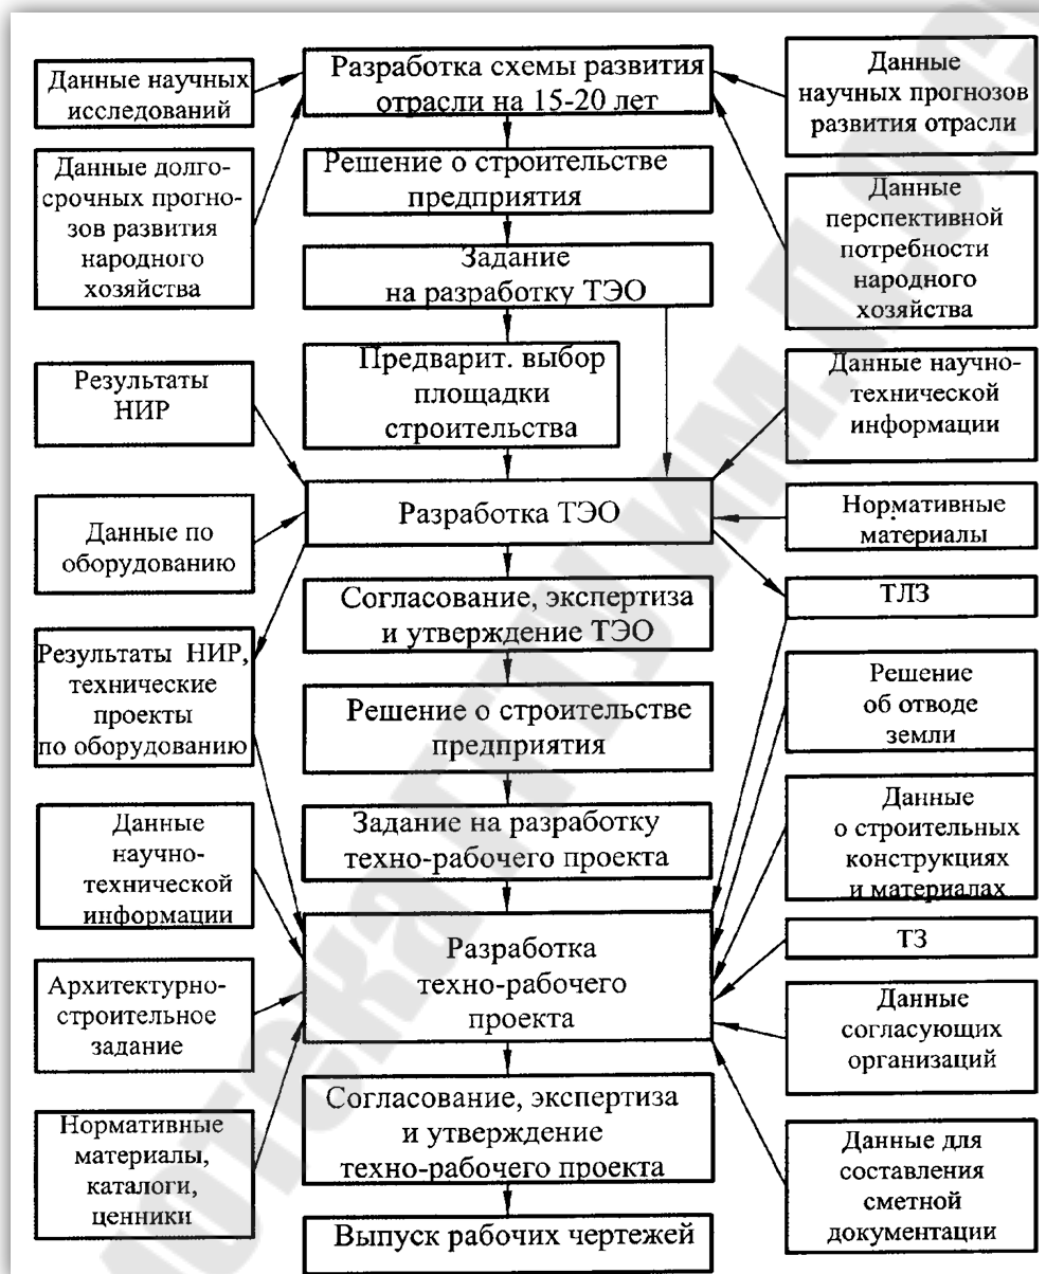 Данные научных
исследований
Данные долго-
срочных прогно-
зов развития
народного
хозяйства
Результаты
НИР
Данные по
оборудованию
Результаты НИР,
технические
проекты
по оборудованию
Данные
научно-
технической
информации
Архитектурно-
строительное
задание
Нормативные
материалы,
каталоги,
ценники
Разработка схемы развития
отрасли на 15-20 лет
Решение о строительстве
предприятия
Задание
на разработку ТЭО
Предварит. выбор
площадки
строительства
Разработка ТЭО
Согласование, экспертиза
и утверждение ТЭО
Решение о строительстве
предприятия
Задание на разработку
техно-рабочего проекта
Разработка
техно-рабочего
проекта
Согласование, экспертиза
и утверждение
техно-рабочего проекта
Выпуск рабочих чертежей
Данные
научных прогнозов
развития отрасли
Данные
перспективной
потребности
народного
хозяйства
Данные научно-
технической
информации
Нормативные
материалы
ТЛЗ
Решение
об отводе
земли
Данные
о строительных
конструкциях
и материалах
ТЗ
Данные
согласующих
организаций
Данные для
составления
сметной
документации